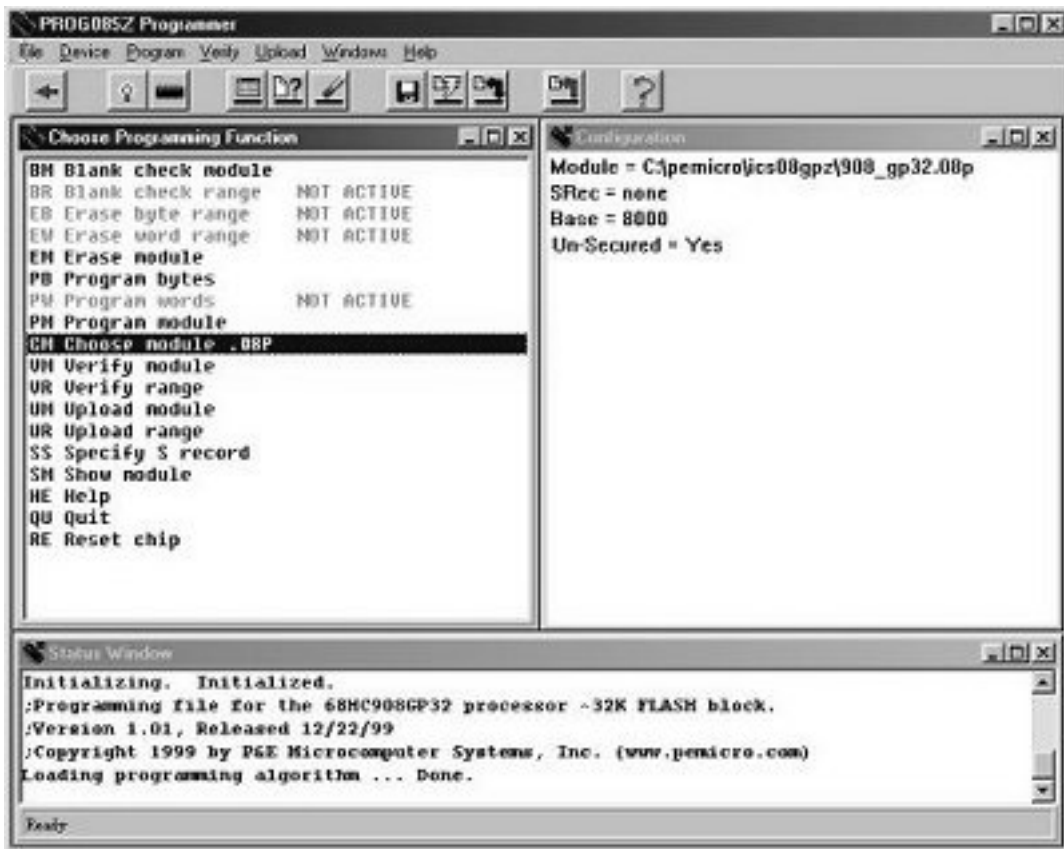 PROG08SZ Programmer
File Device Program Verify Upload Windows Help
Choose Programming Function
BM Blank check module
BR Blank check range NOT ACTIVE
EB Erase byte range NOT ACTIVE
EW Erase word range NOT ACTIVE
EM Erase module
PB Program bytes
PW Program words NOT ACTIVE
PM Program module
CM Choose module .08P
VM Verify module
VR Verify range
UM Upload module
UR Upload range
SS Specify S record
SM Show module
HE Help
QU Quit
RE Reset chip
Configuration
Module = C:\pemicro\ics08gpz\908_gp32.08p
SRec = none
Base = 8000
Un-Secured = Yes
Status Window
Initializing. Initialized.
;Programming file for the 68HC908GP32 processor ~32K FLASH block.
;Version 1.01, Released 12/22/99
;Copyright 1999 by P&E Microcomputer Systems, Inc. (www.pemicro.com)
Loading programming algorithm ... Done.
Ready